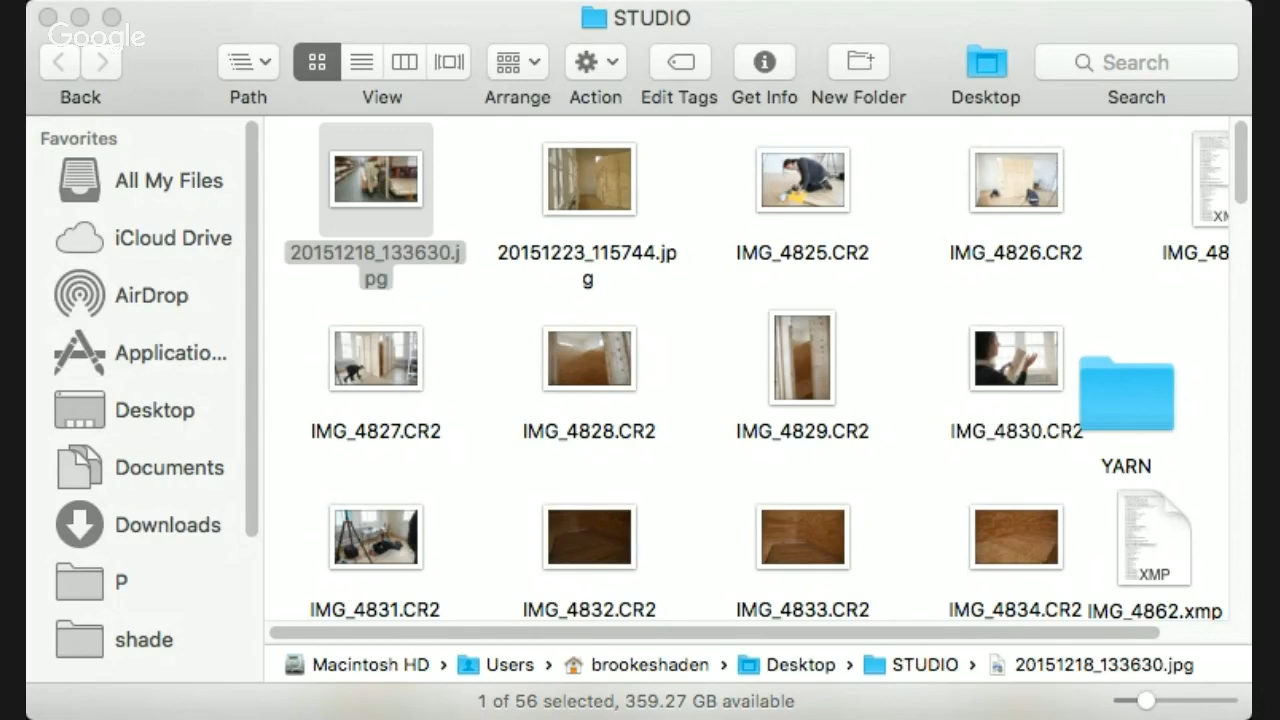 STUDIO
Google
Back
Path
View
Arrange
Action
Edit Tags
Get Info
New Folder
Desktop
Search
Search
Favorites
All My Files
iCloud Drive
AirDrop
Applicatio...
Desktop
Documents
Downloads
P
shade
20151218_133630.j
pg
20151223_115744.jp
g
IMG_4825.CR2
IMG_4826.CR2
XM
IMG_48
IMG_4827.CR2
IMG_4828.CR2
IMG_4829.CR2
IMG_4830.CR2
YARN
XMP
IMG_4831.CR2
IMG_4832.CR2
IMG_4833.CR2
IMG_4834.CR2
IMG_4862.xmp
Macintosh HD › Users › brookeshaden › Desktop › STUDIO › 20151218_133630.jpg
1 of 56 selected, 359.27 GB available